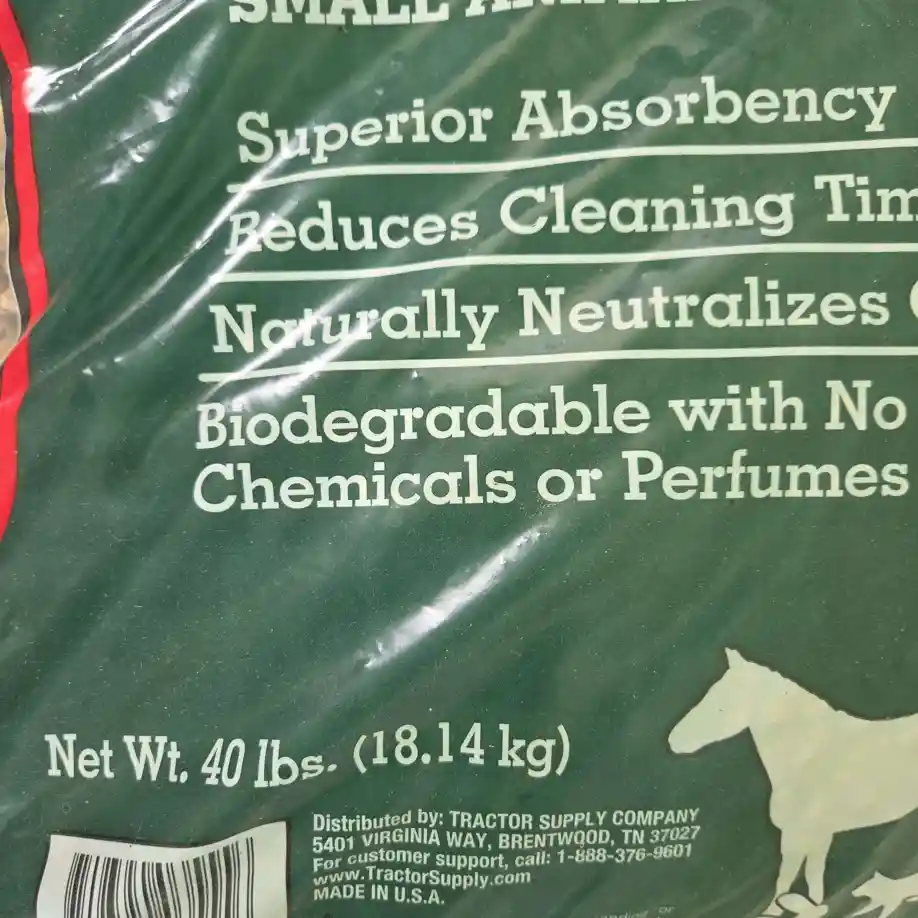 SMALL
Superior Absorbency
Reduces Cleaning Tim
Naturally Neutralizes
Biodegradable with No
Chemicals or Perfumes
Net Wt. 40 lbs. (18.14 kg)
Distributed by: TRACTOR SUPPLY COMPANY
5401 VIRGINIA WAY, BRENTWOOD, TN 37027
For customer support, call: 1-888-376-9601
www.TractorSupply.com
MADE IN U.S.A.